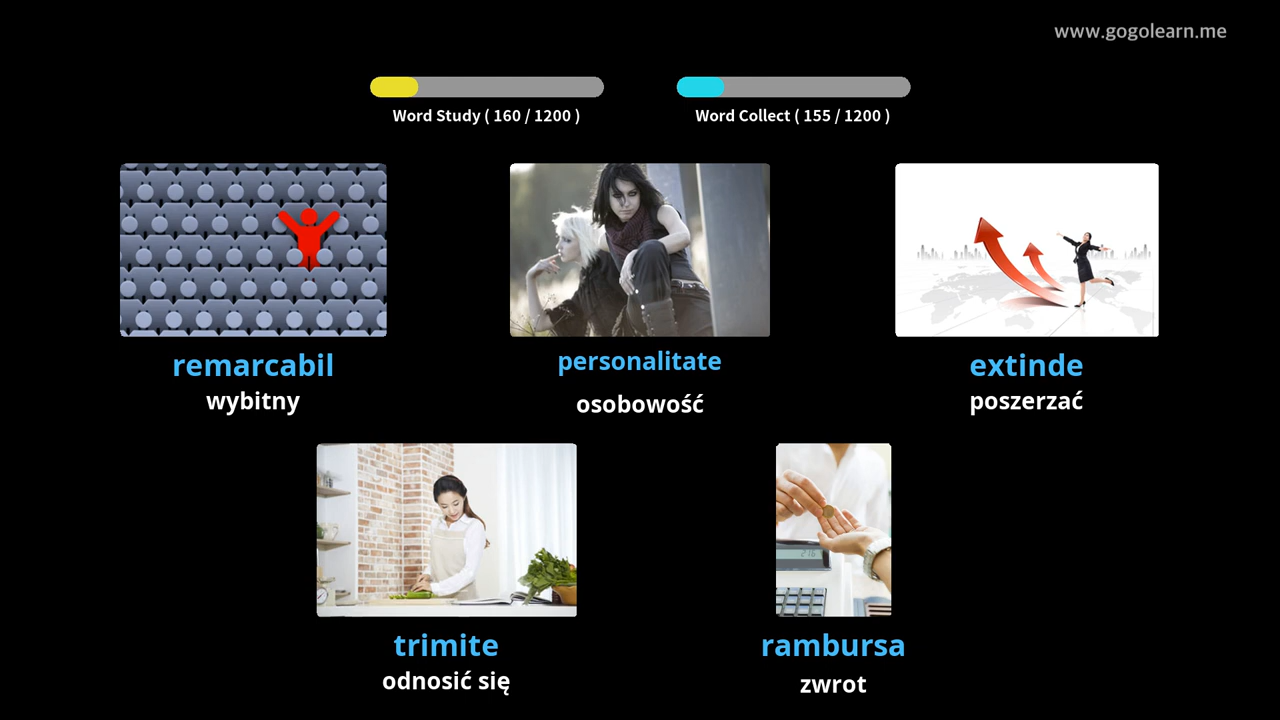 www.gogolearn.me
Word Study ( 160 / 1200 )
Word Collect ( 155 / 1200 )
remarcabil
wybitny
personalitate
osobowość
extinde
poszerzać
trimite
odnosić się
rambursa
zwrot